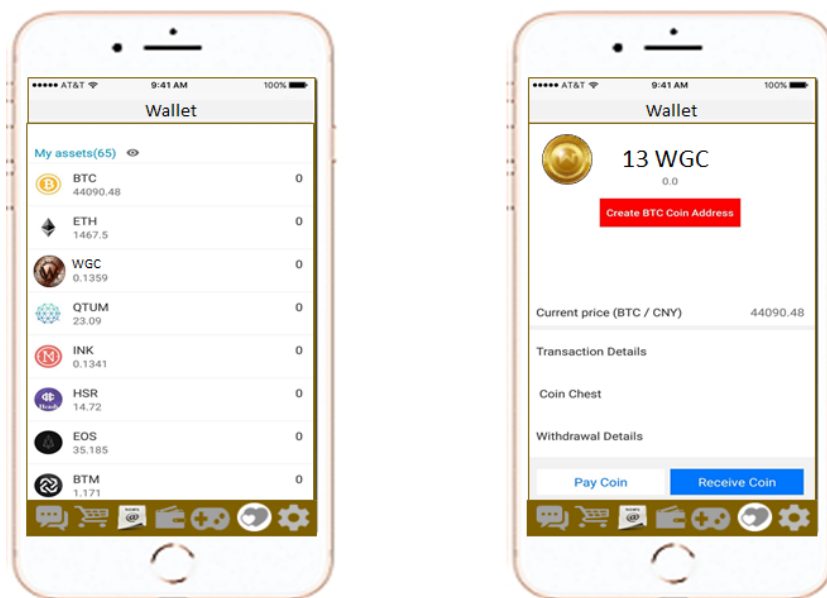 AT&T 9:41 AM 100%
Wallet
My assets(65)
BTC 0
44090.48
ETH 0
1467.5
WGC 0
0.1359
QTUM 0
23.09
INK 0
0.1341
HSR 0
14.72
EOS 0
35.185
BTM 0
1.171
NEWS
@
AT&T 9:41 AM 100%
Wallet
13 WGC
0.0
Create BTC Coin Address
Current price (BTC / CNY) 44090.48
Transaction Details
Coin Chest
Withdrawal Details
Pay Coin Receive Coin
NEWS
@